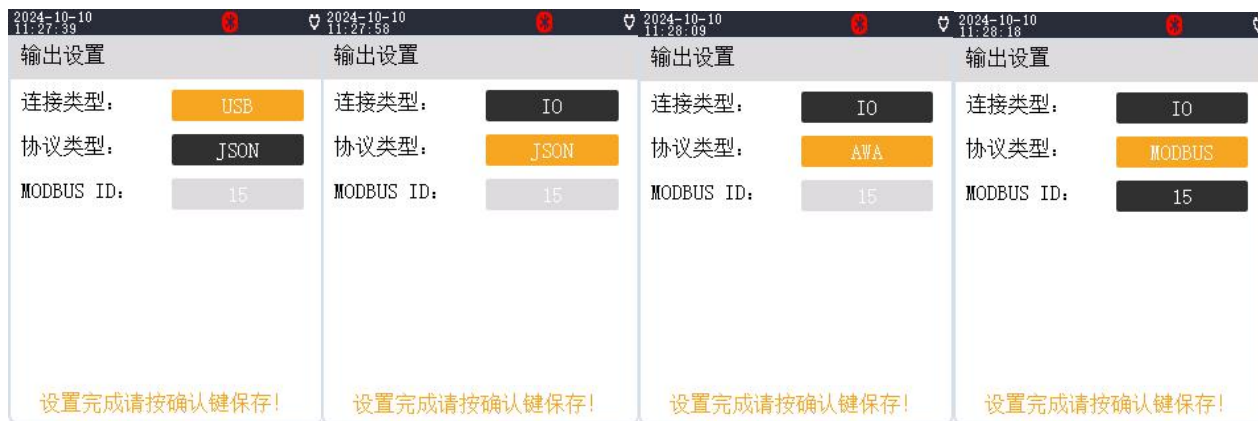 2024-10-10
11:27:39
输出设置
连接类型: USB
协议类型: JSON
MODBUS ID: 15
设置完成请按确认键保存!
2024-10-10
11:27:58
输出设置
连接类型: IO
协议类型: JSON
MODBUS ID: 15
设置完成请按确认键保存!
2024-10-10
11:28:09
输出设置
连接类型: IO
协议类型: AWA
MODBUS ID: 15
设置完成请按确认键保存!
2024-10-10
11:28:18
输出设置
连接类型: IO
协议类型: MODBUS
MODBUS ID: 15
设置完成请按确认键保存!